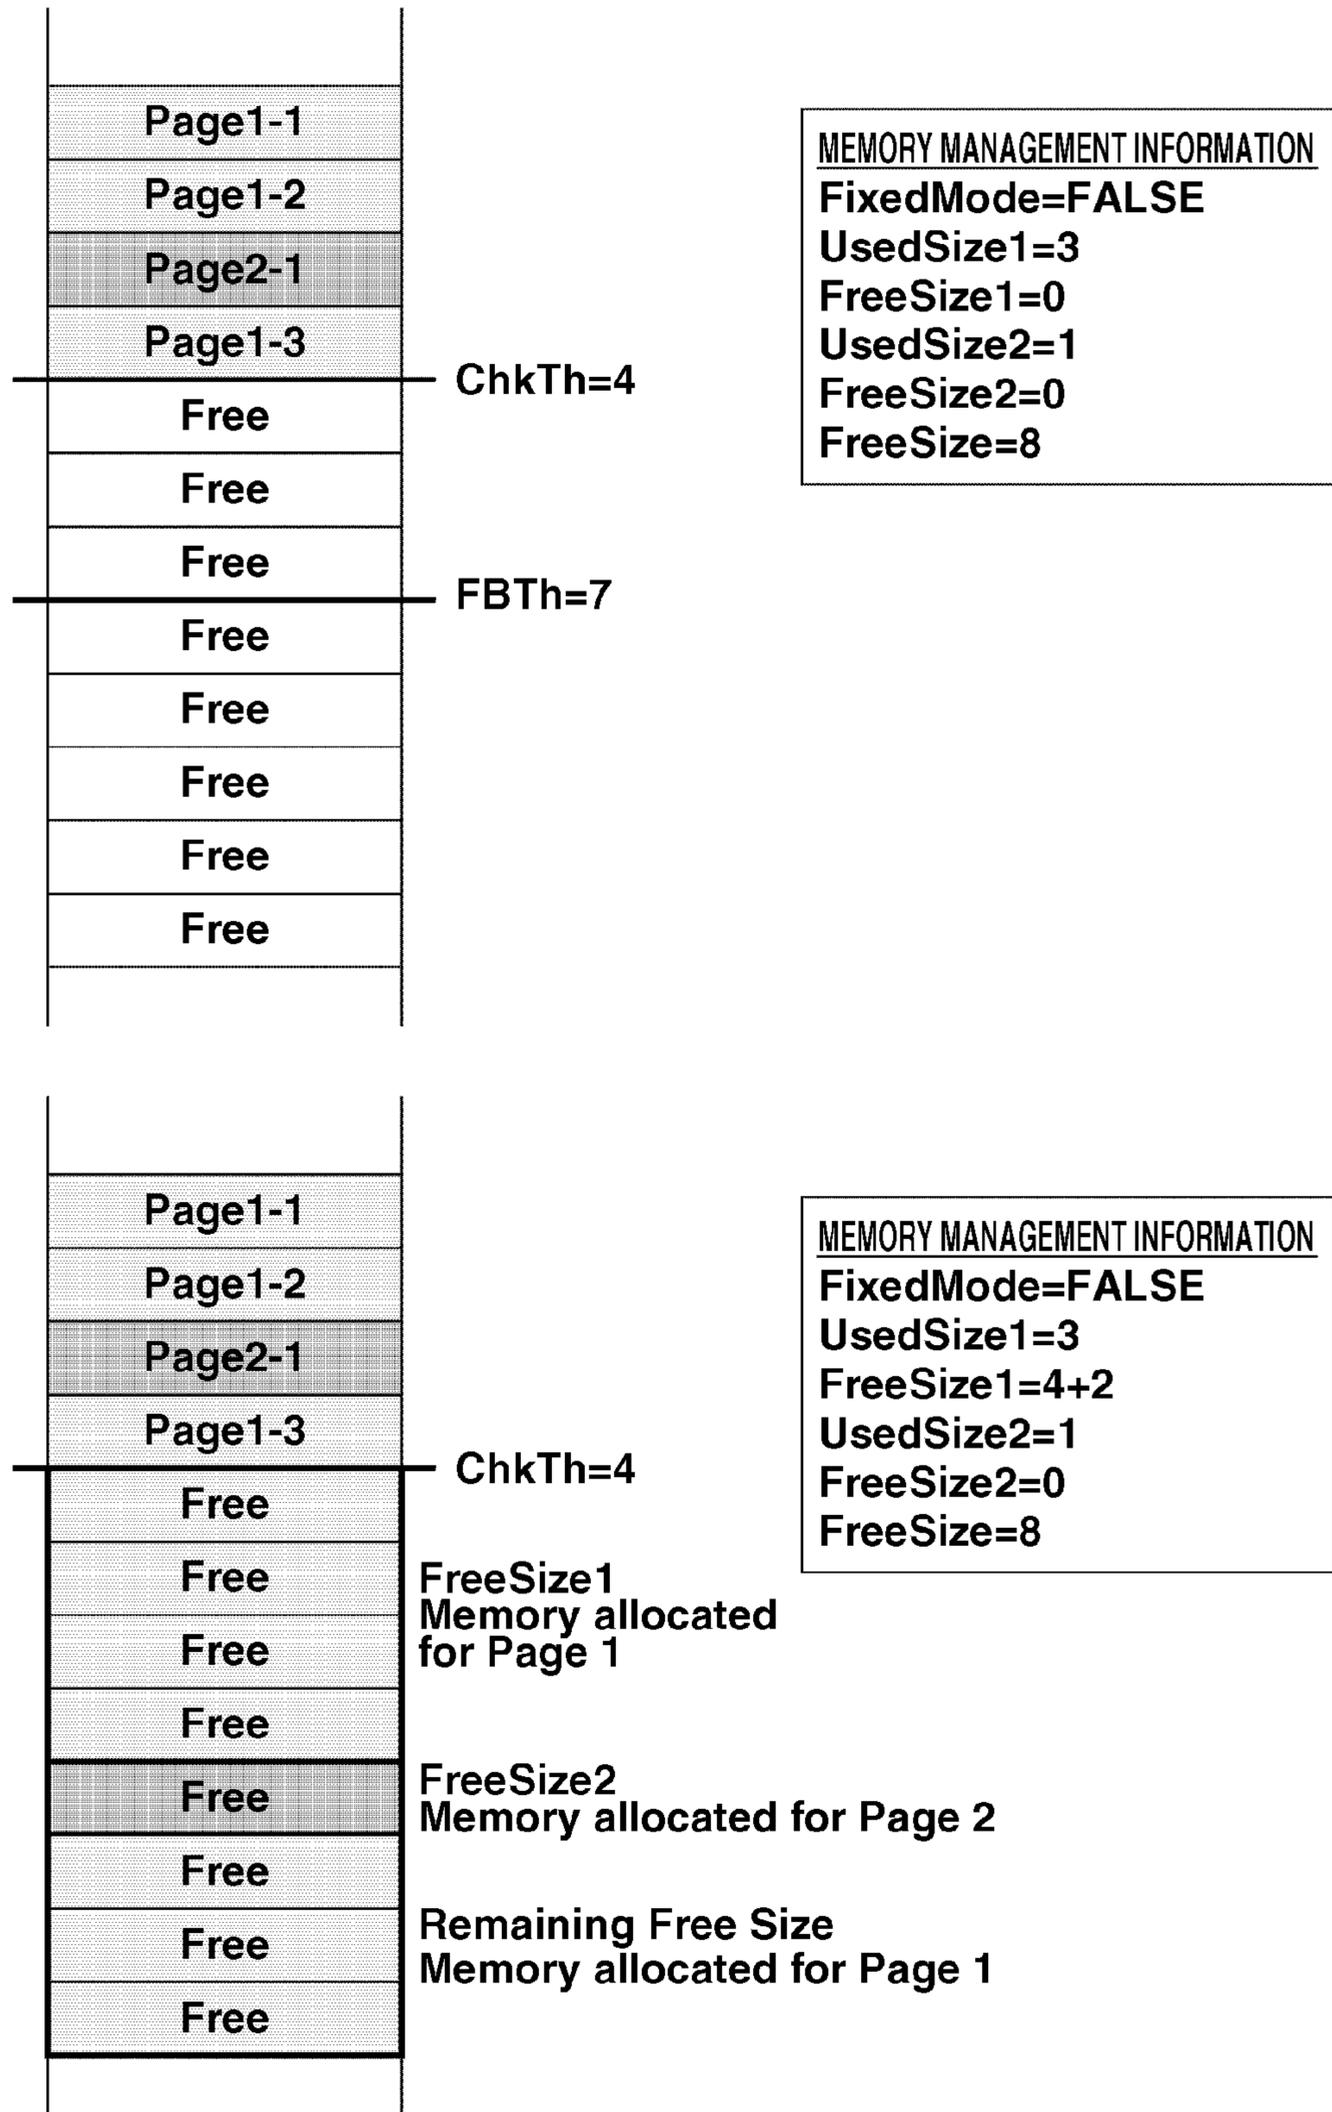 Page1-1
Page1-2
Page2-1
Page1-3
ChkTh=4
Free
Free
Free
FBTh=7
Free
Free
Free
Free
Free
MEMORY MANAGEMENT INFORMATION
FixedMode=FALSE
UsedSize1=3
FreeSize1=0
UsedSize2=1
FreeSize2=0
FreeSize=8
Page1-1
Page1-2
Page2-1
Page1-3
ChkTh=4
Free
Free
Free
Free
FreeSize1
Memory allocated
for Page 1
Free
FreeSize2
Memory allocated for Page 2
Free
Free
Free
Remaining Free Size
Memory allocated for Page 1
MEMORY MANAGEMENT INFORMATION
FixedMode=FALSE
UsedSize1=3
FreeSize1=4+2
UsedSize2=1
FreeSize2=0
FreeSize=8